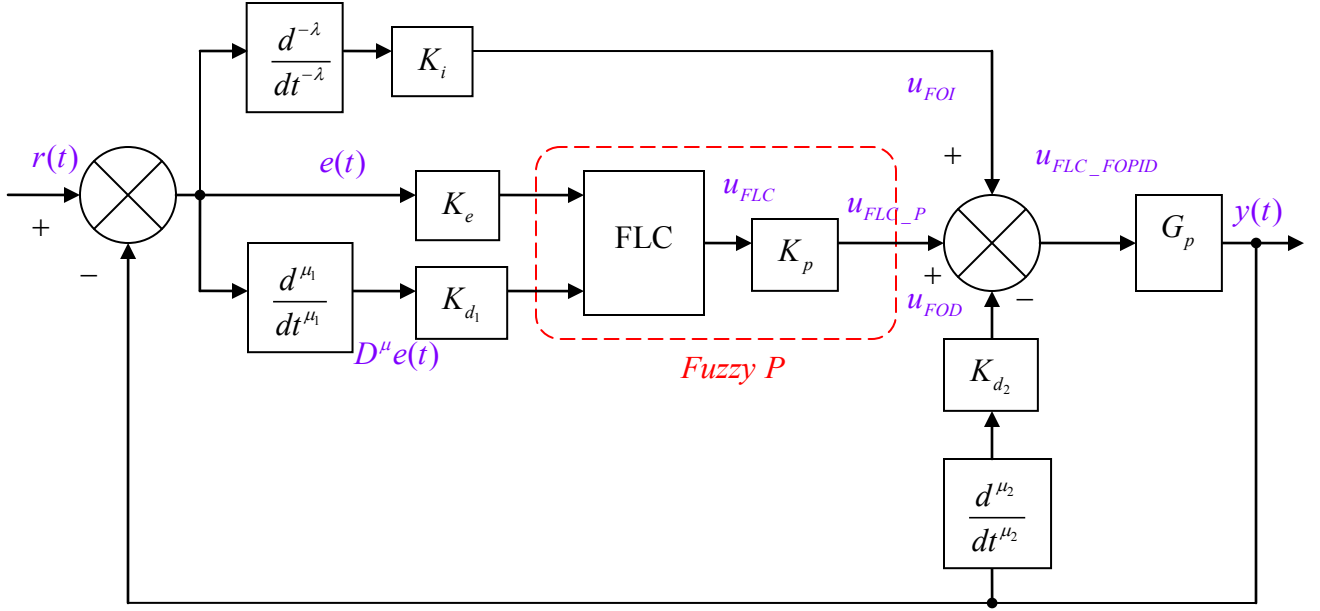 d^{-λ}
dt^{-λ}
K_i
u_{FOI}
r(t)
e(t)
+
u_{FLC_FOPID}
K_e
u_{FLC}
u_{FLC_P}
y(t)
+
FLC
K_p
G_p
−
d^{μ_1}
dt^{μ_1}
K_{d_1}
+
u_{FOD}
−
D^μ e(t)
Fuzzy P
K_{d_2}
d^{μ_2}
dt^{μ_2}